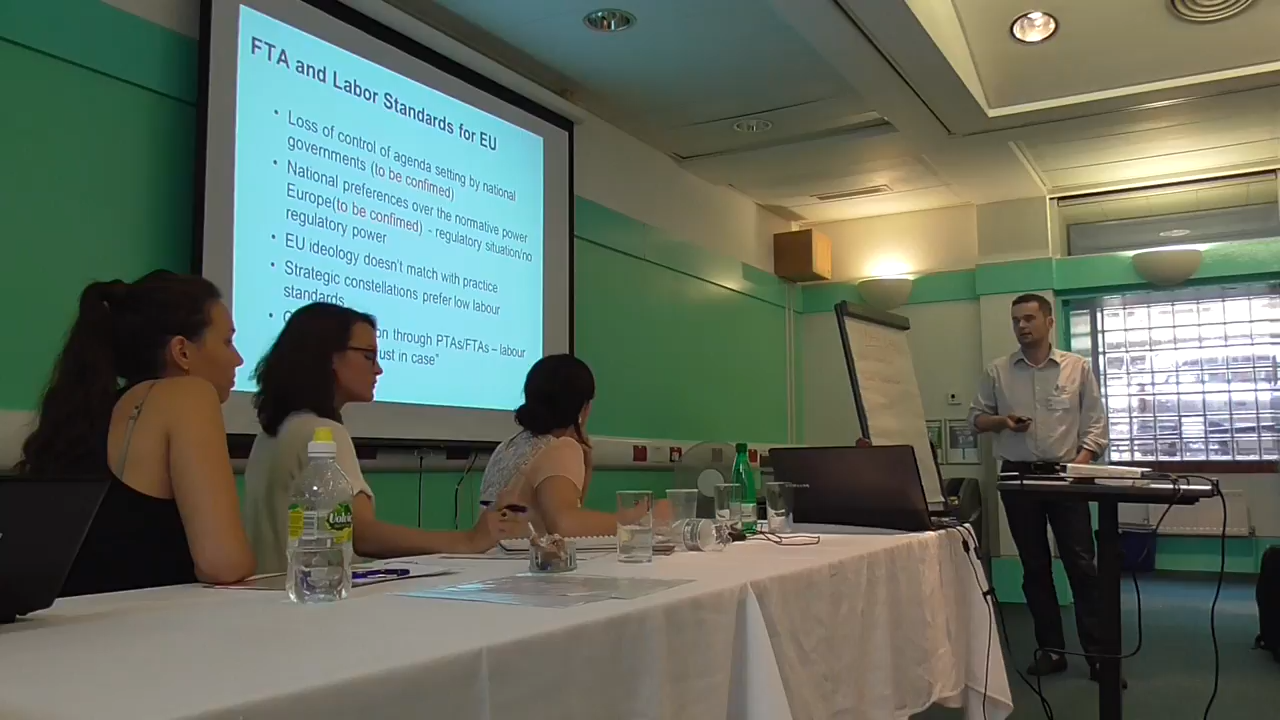 FTA and Labor Standards for EU
• Loss of control of agenda setting by national
governments (to be confimed)
• National preferences over the normative power
Europe(to be confimed) - regulatory situation/no
regulatory power
• EU ideology doesn't match with practice
• Strategic constellations prefer low labour
standards
• through PTAs/FTAs – labour
just in case"
Volvic